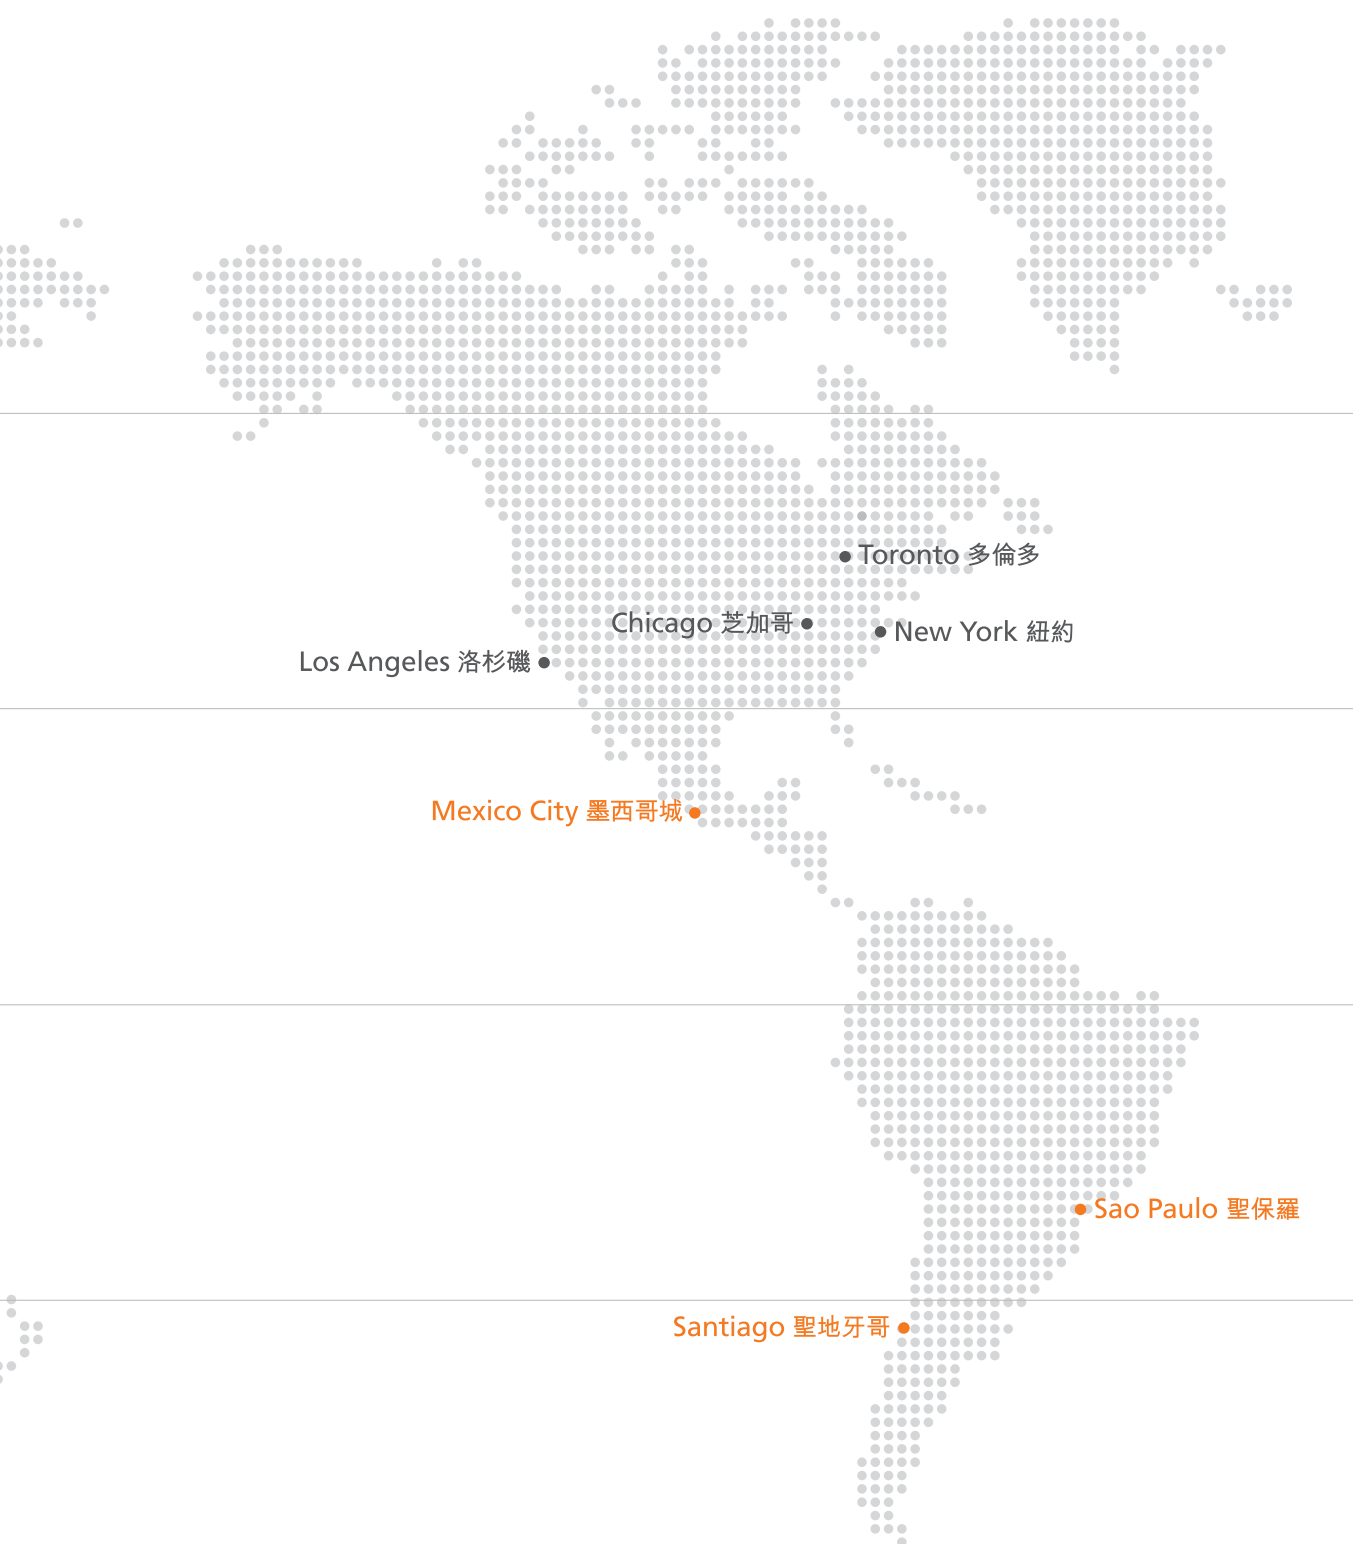 Toronto 多倫多
Chicago 芝加哥
New York 紐約
Los Angeles 洛杉磯
Mexico City 墨西哥城
Sao Paulo 聖保羅
Santiago 聖地牙哥